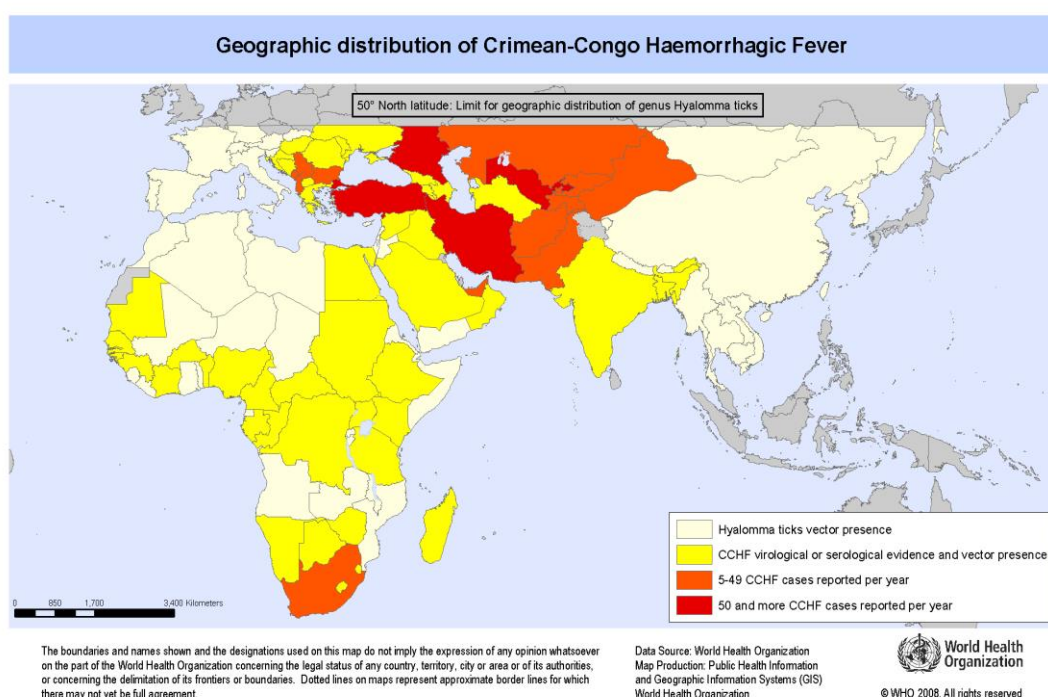 Geographic distribution of Crimean-Congo Haemorrhagic Fever
50° North latitude: Limit for geographic distribution of genus Hyalomma ticks
Hyalomma ticks vector presence
CCHF virological or serological evidence and vector presence
5-49 CCHF cases reported per year
50 and more CCHF cases reported per year
0 850 1,700 3,400 Kilometers
The boundaries and names shown and the designations used on this map do not imply the expression of any opinion whatsoever
on the part of the World Health Organization concerning the legal status of any country, territory, city or area or of its authorities,
or concerning the delimitation of its frontiers or boundaries. Dotted lines on maps represent approximate border lines for which
there may not yet be full agreement
Data Source: World Health Organization
Map Production: Public Health Information
and Geographic Information Systems (GIS)
World Health Organization
World Health
Organization
© WHO 2008. All rights reserved